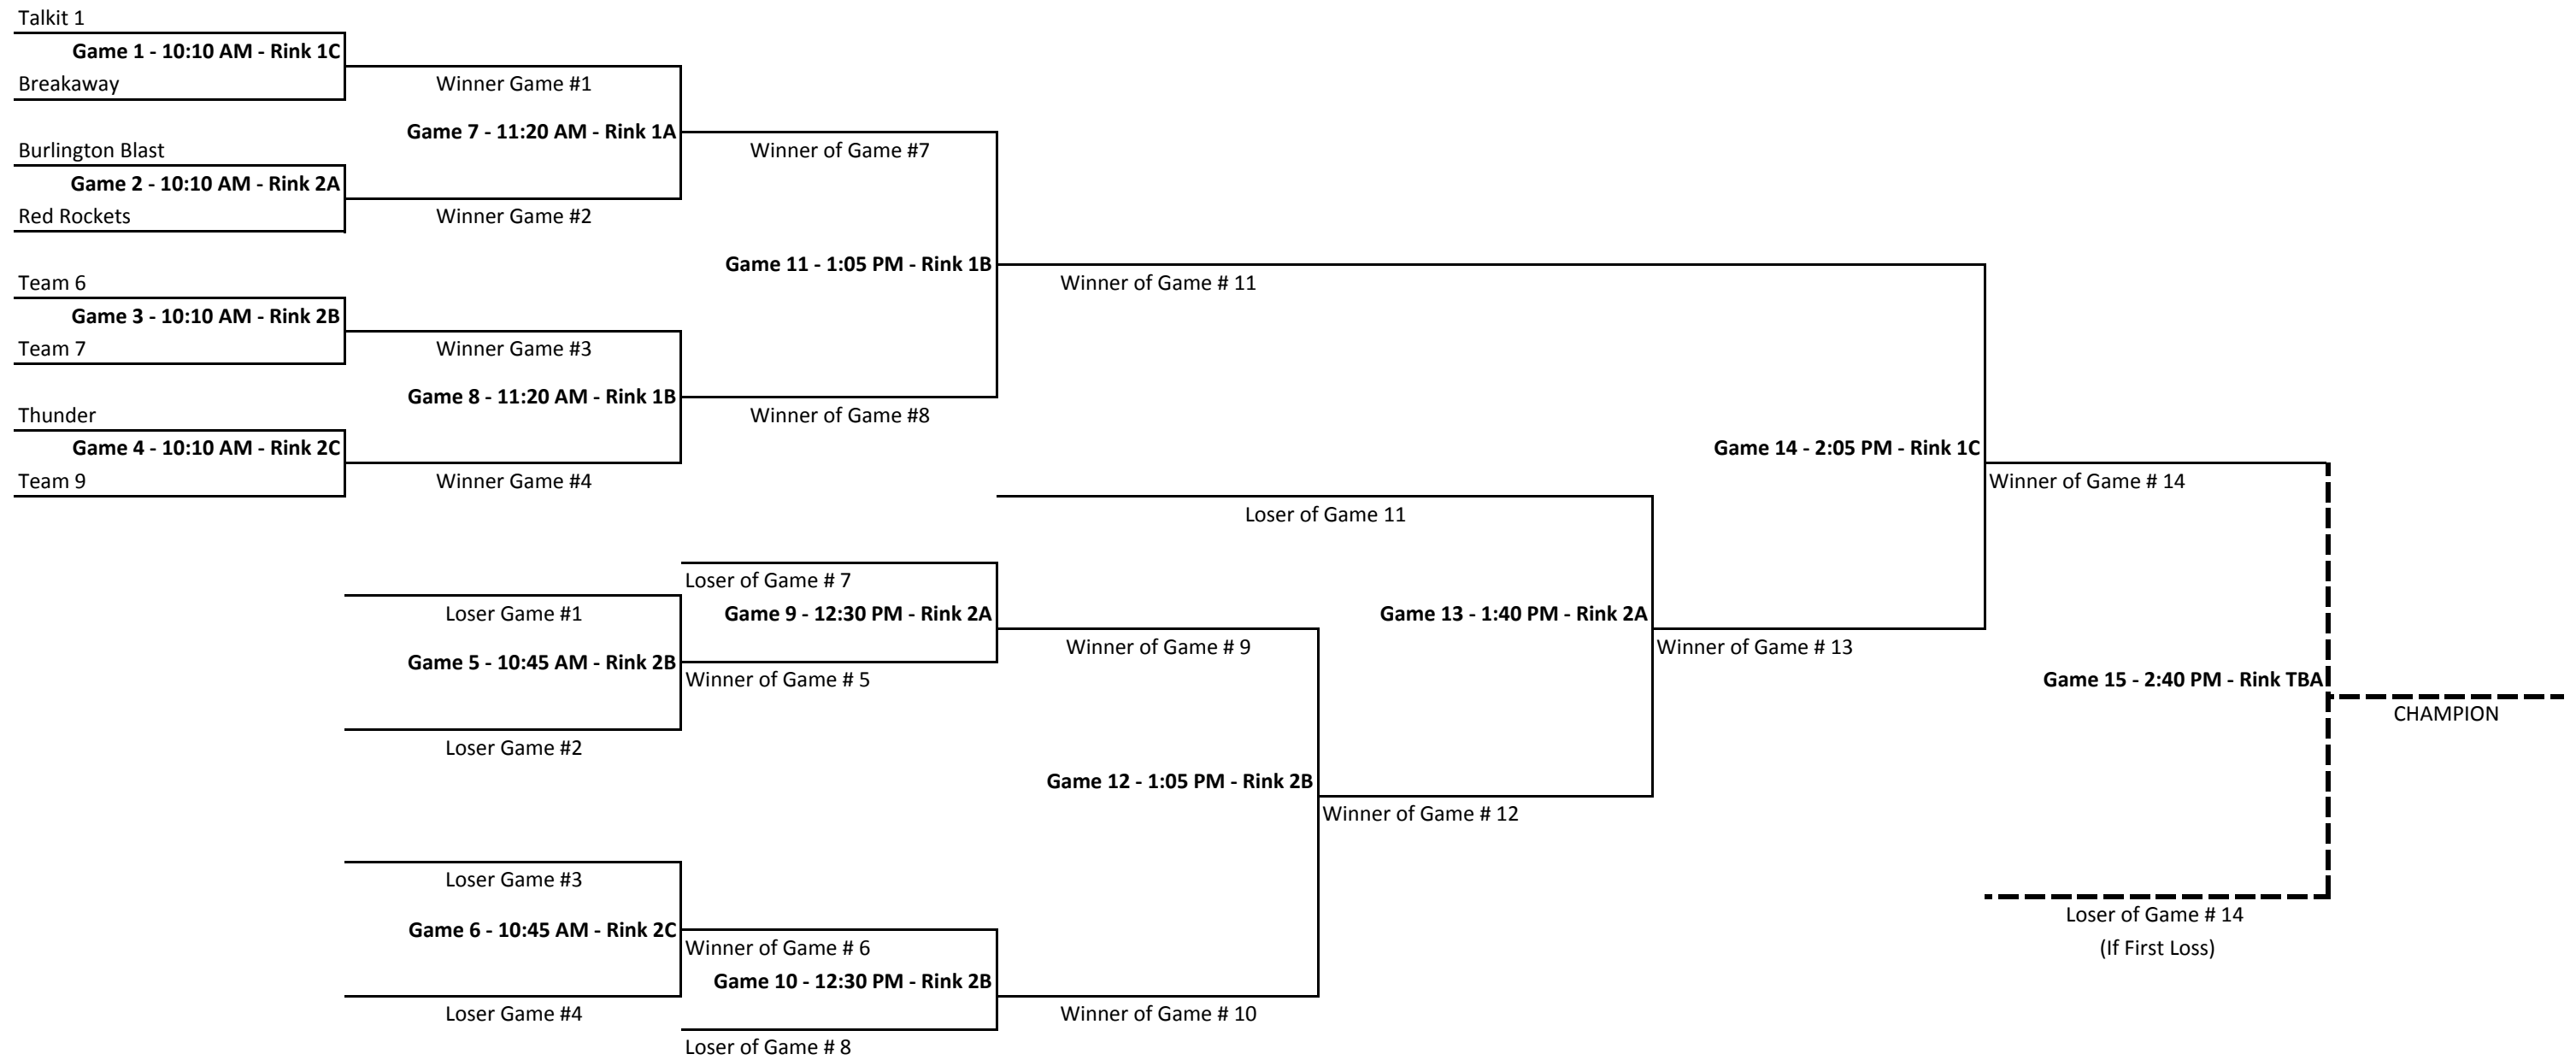 Talkit 1
Game 1 - 10:10 AM - Rink 1C
Breakaway
Winner Game #1
Game 7 - 11:20 AM - Rink 1A
Burlington Blast
Winner of Game #7
Game 2 - 10:10 AM - Rink 2A
Red Rockets
Winner Game #2
Game 11 - 1:05 PM - Rink 1B
Team 6
Winner of Game # 11
Game 3 - 10:10 AM - Rink 2B
Team 7
Winner Game #3
Game 8 - 11:20 AM - Rink 1B
Thunder
Winner of Game #8
Game 4 - 10:10 AM - Rink 2C
Game 14 - 2:05 PM - Rink 1C
Team 9
Winner Game #4
Winner of Game # 14
Loser of Game 11
Loser of Game # 7
Loser Game #1
Game 9 - 12:30 PM - Rink 2A
Game 13 - 1:40 PM - Rink 2A
Winner of Game # 9
Winner of Game # 13
Game 5 - 10:45 AM - Rink 2B
Winner of Game # 5
Game 15 - 2:40 PM - Rink TBA
CHAMPION
Loser Game #2
Game 12 - 1:05 PM - Rink 2B
Winner of Game # 12
Loser Game #3
Loser of Game # 14
(If First Loss)
Game 6 - 10:45 AM - Rink 2C
Winner of Game # 6
Game 10 - 12:30 PM - Rink 2B
Loser Game #4
Winner of Game # 10
Loser of Game # 8